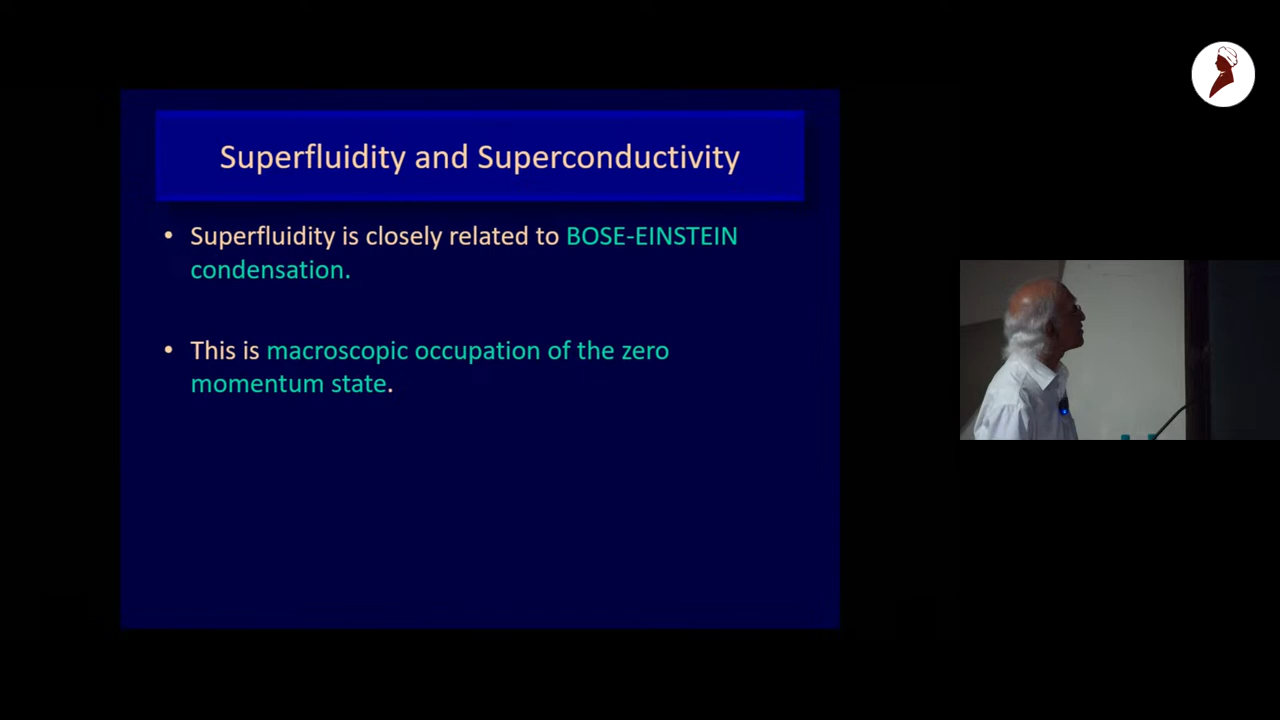 Superfluidity and Superconductivity
• Superfluidity is closely related to BOSE-EINSTEIN
condensation.
• This is macroscopic occupation of the zero
momentum state.